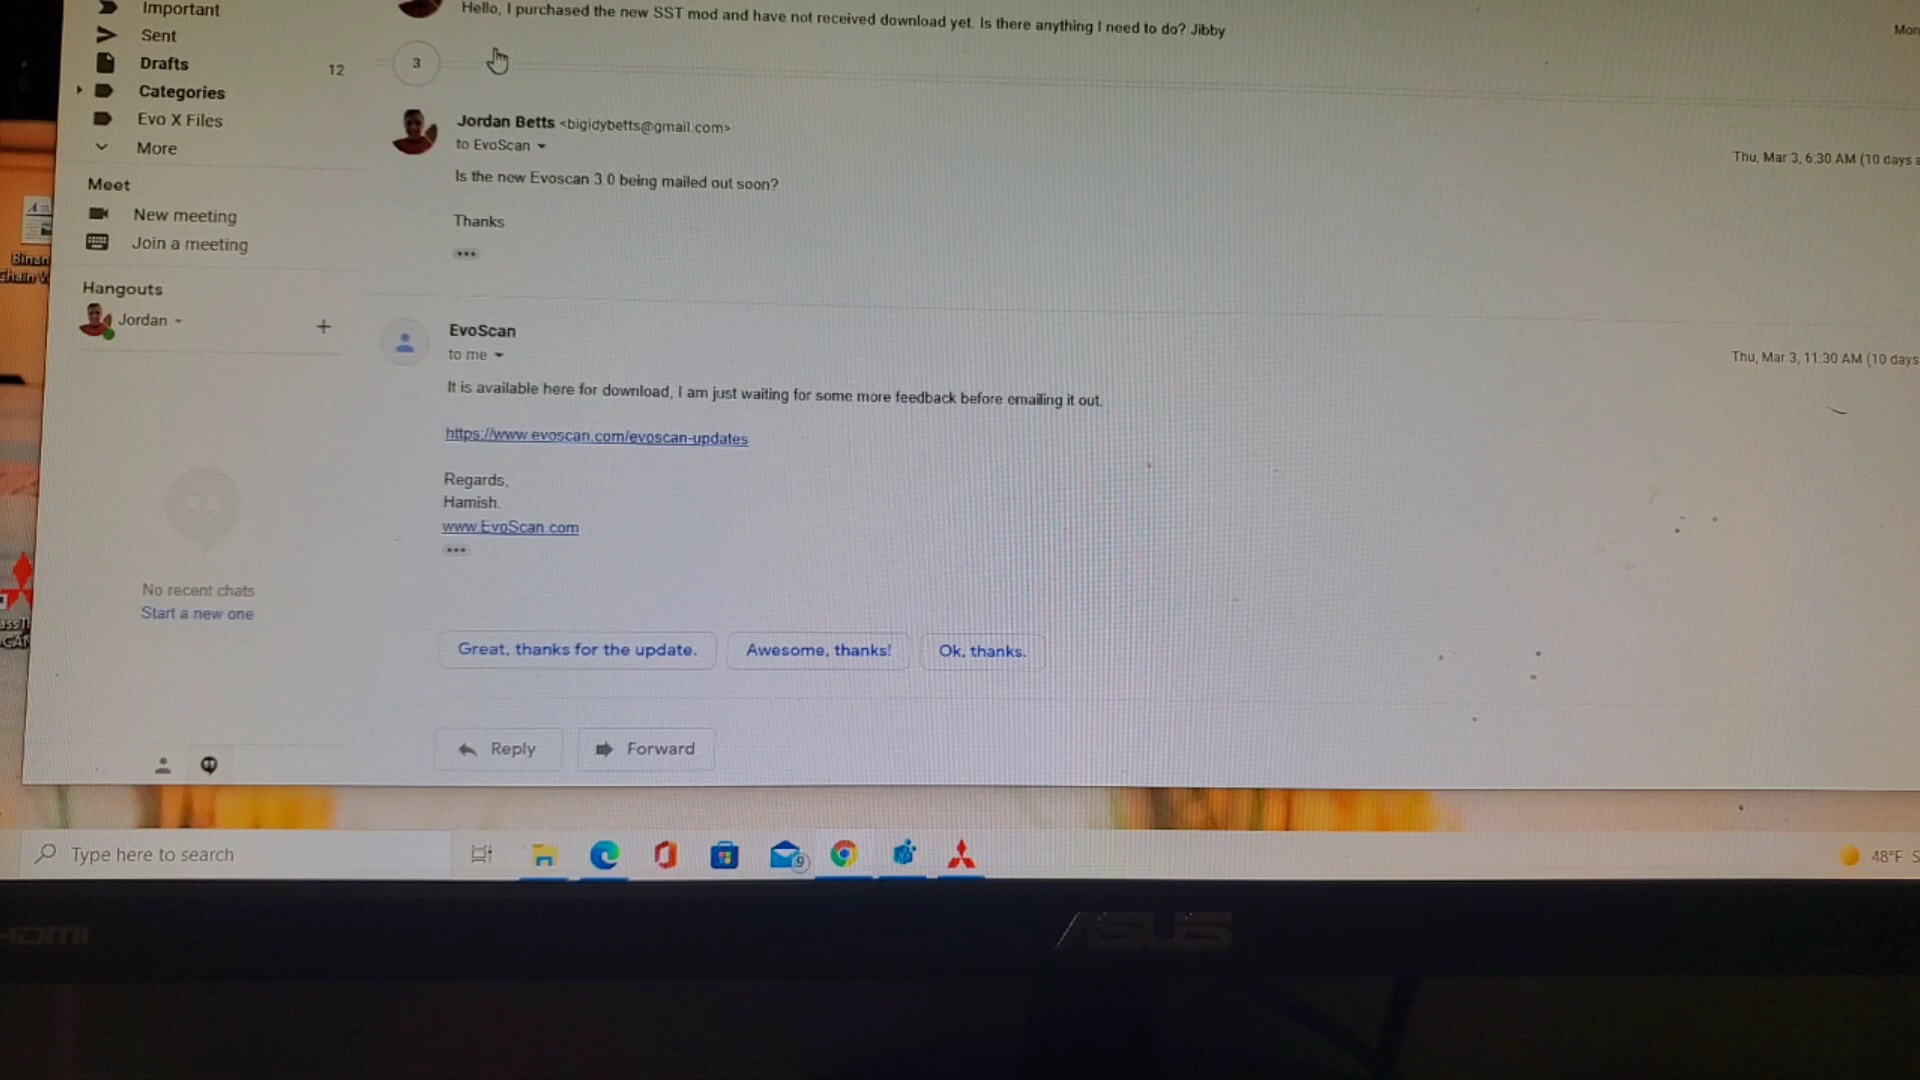 Important
Sent
Drafts 12
Categories
Evo X Files
More
Meet
New meeting
Join a meeting
Hangouts
Jordan
No recent chats
Start a new one
Hello, I purchased the new SST mod and have not received download yet. Is there anything I need to do? Jibby
Mon
3
Jordan Betts <bigidybetts@gmail.com>
Thu, Mar 3, 6:30 AM (10 days a
to EvoScan
Is the new Evoscan 3.0 being mailed out soon?
Thanks
EvoScan
Thu, Mar 3, 11:30 AM (10 days
to me
It is available here for download, I am just waiting for some more feedback before emailing it out.
https://www.evoscan.com/evoscan-updates
Regards,
Hamish.
www.EvoScan.com
Great, thanks for the update.
Awesome, thanks!
Ok, thanks.
Reply
Forward
Type here to search
9
48°F S
HDMI
ASUS